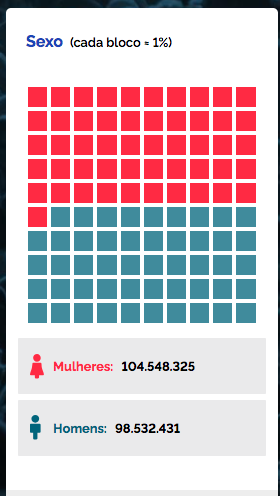 Sexo (cada bloco ≈ 1%)
Mulheres: 104.548.325
Homens: 98.532.431